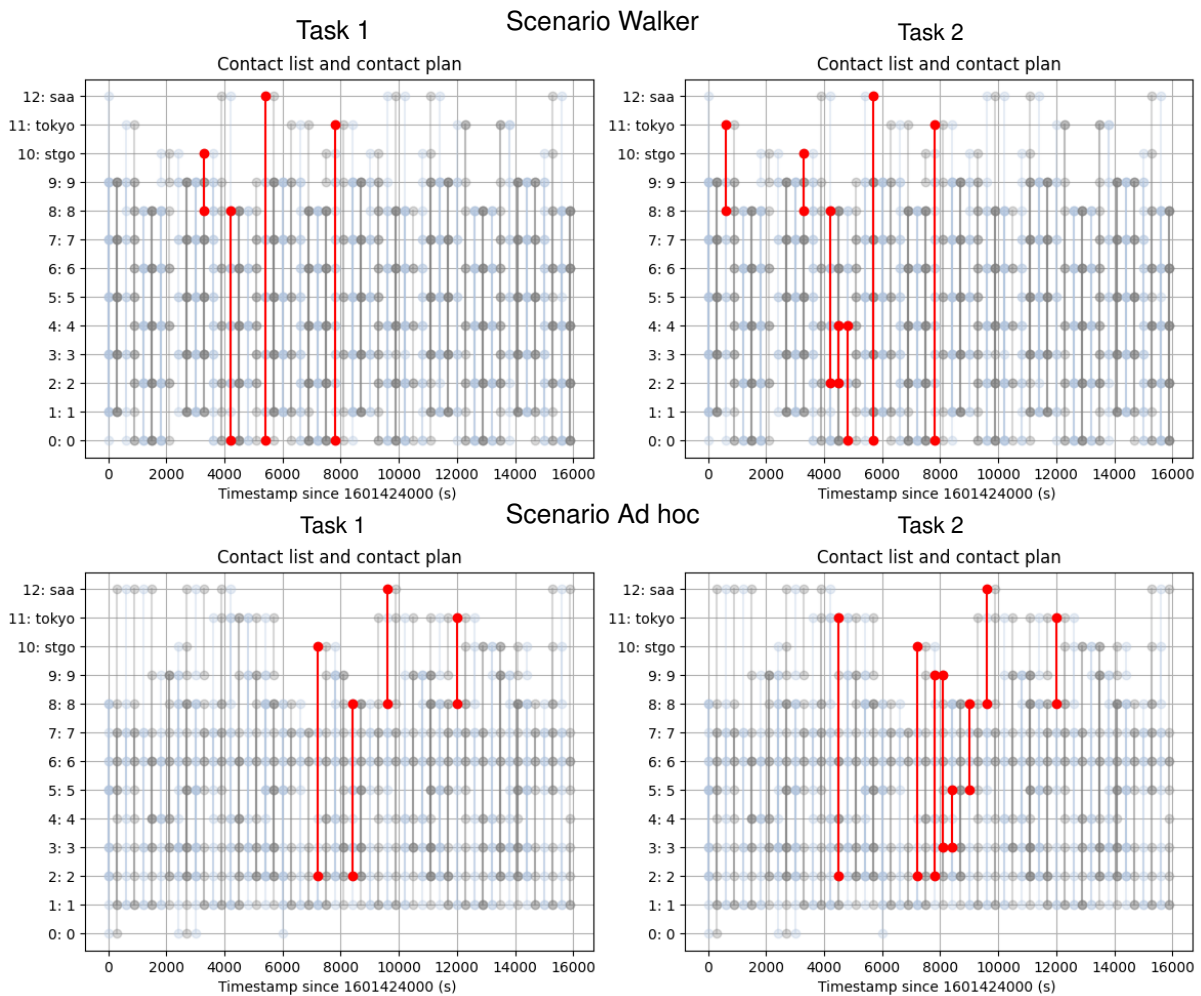 Scenario Walker
Task 1
Task 2
Contact list and contact plan
Contact list and contact plan
12: saa
11: tokyo
10: stgo
9: 9
8: 8
7: 7
6: 6
5: 5
4: 4
3: 3
2: 2
1: 1
0: 0
0 2000 4000 6000 8000 10000 12000 14000 16000
Timestamp since 1601424000 (s)
12: saa
11: tokyo
10: stgo
9: 9
8: 8
7: 7
6: 6
5: 5
4: 4
3: 3
2: 2
1: 1
0: 0
0 2000 4000 6000 8000 10000 12000 14000 16000
Timestamp since 1601424000 (s)
Scenario Ad hoc
Task 1
Task 2
Contact list and contact plan
Contact list and contact plan
12: saa
11: tokyo
10: stgo
9: 9
8: 8
7: 7
6: 6
5: 5
4: 4
3: 3
2: 2
1: 1
0: 0
0 2000 4000 6000 8000 10000 12000 14000 16000
Timestamp since 1601424000 (s)
12: saa
11: tokyo
10: stgo
9: 9
8: 8
7: 7
6: 6
5: 5
4: 4
3: 3
2: 2
1: 1
0: 0
0 2000 4000 6000 8000 10000 12000 14000 16000
Timestamp since 1601424000 (s)